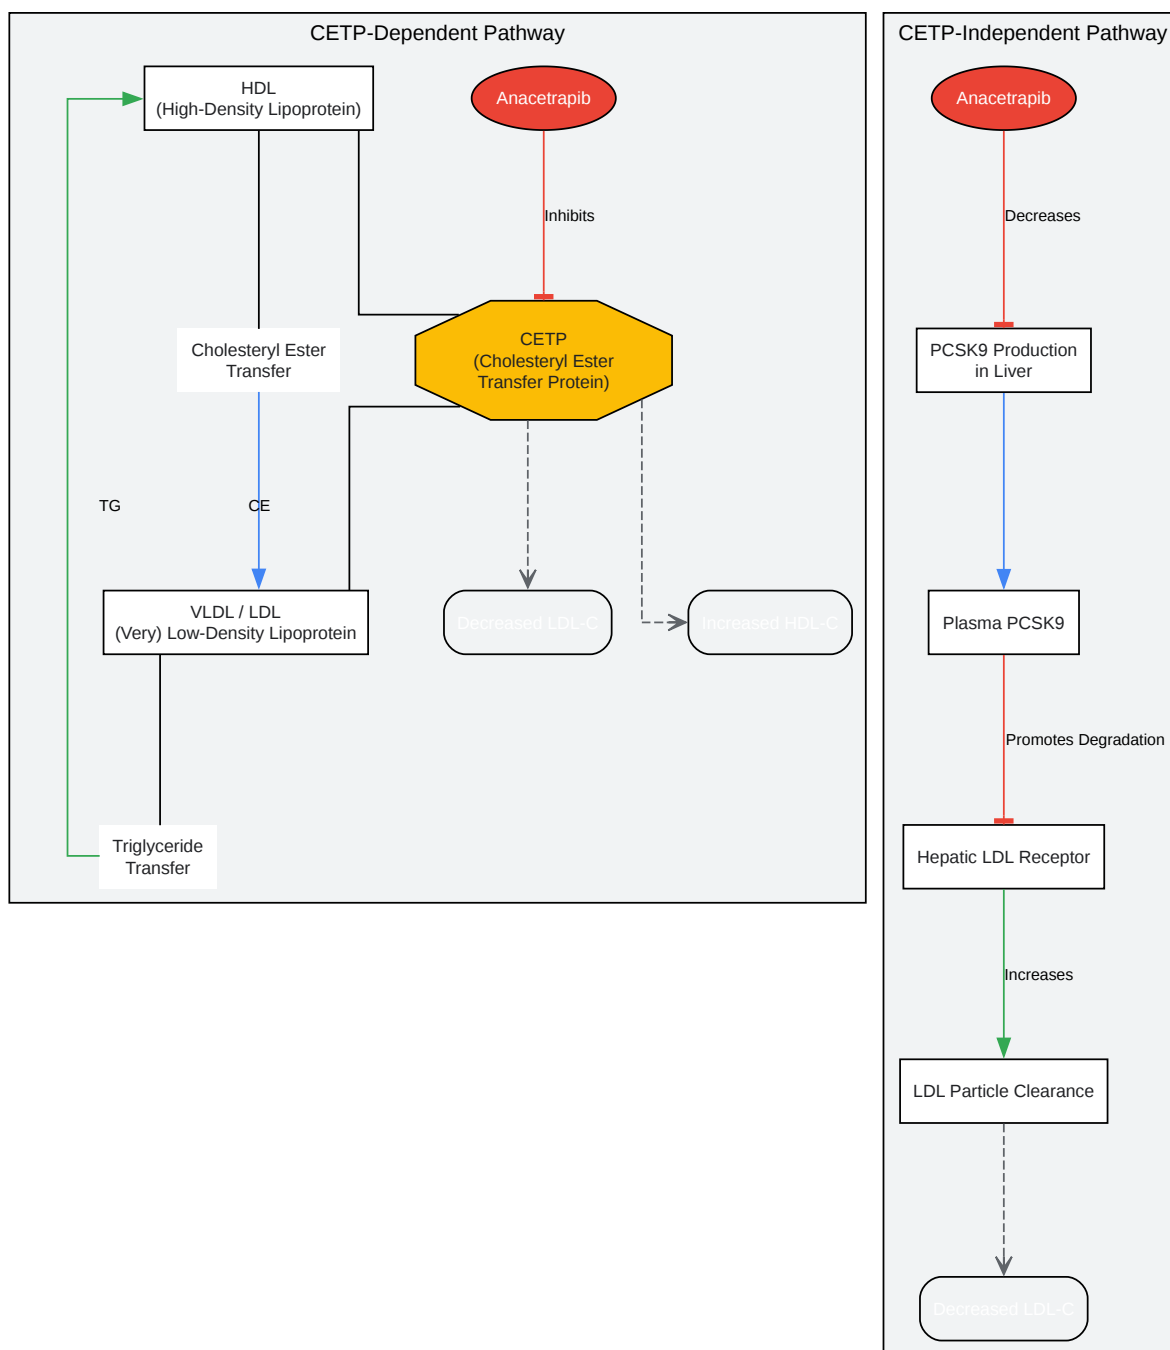 CETP-Dependent Pathway
HDL
(High-Density Lipoprotein)
Anacetrapib
Inhibits
CETP
(Cholesteryl Ester
Transfer Protein)
Cholesteryl Ester
Transfer
TG
CE
VLDL / LDL
(Very) Low-Density Lipoprotein
Decreased LDL-C
Increased HDL-C
Triglyceride
Transfer
CETP-Independent Pathway
Anacetrapib
Decreases
PCSK9 Production
in Liver
Plasma PCSK9
Promotes Degradation
Hepatic LDL Receptor
Increases
LDL Particle Clearance
Decreased LDL-C